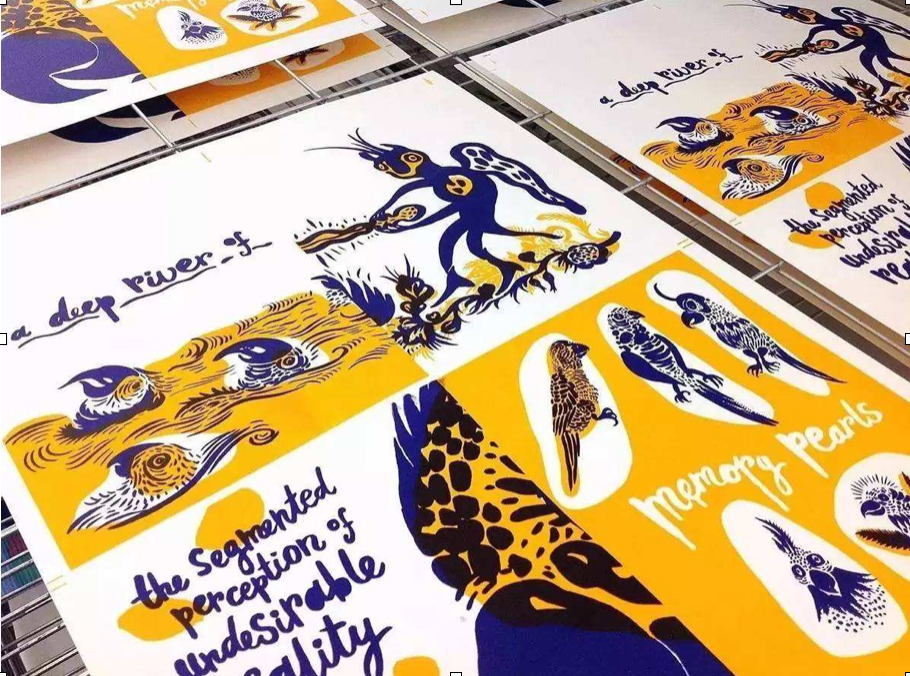 memory pearls
a deep river of
a deep river of
the segmented
perception of
undesirable
reality
memory pearls
the segmented
perception of
undesirable